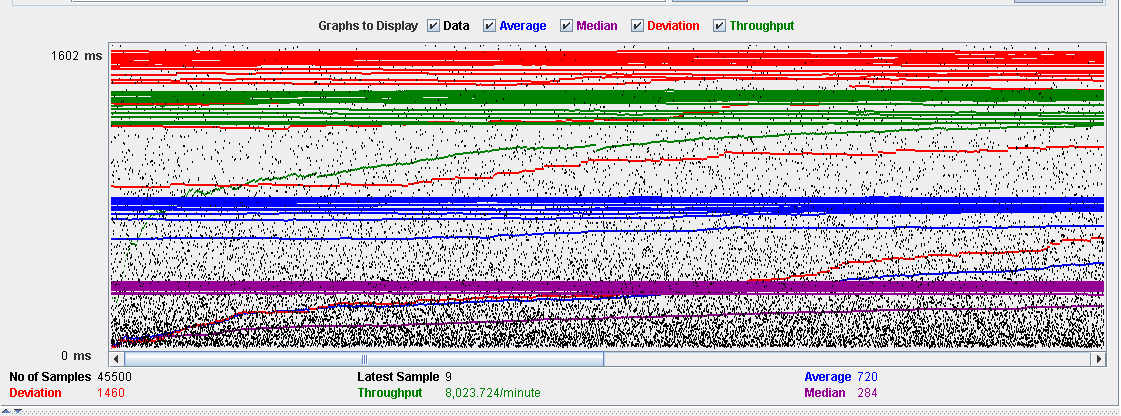 Graphs to Display Data Average Median Deviation Throughput
1602 ms
0 ms
No of Samples 45500 Latest Sample 9 Average 720
Deviation 1460 Throughput 8,023.724/minute Median 284